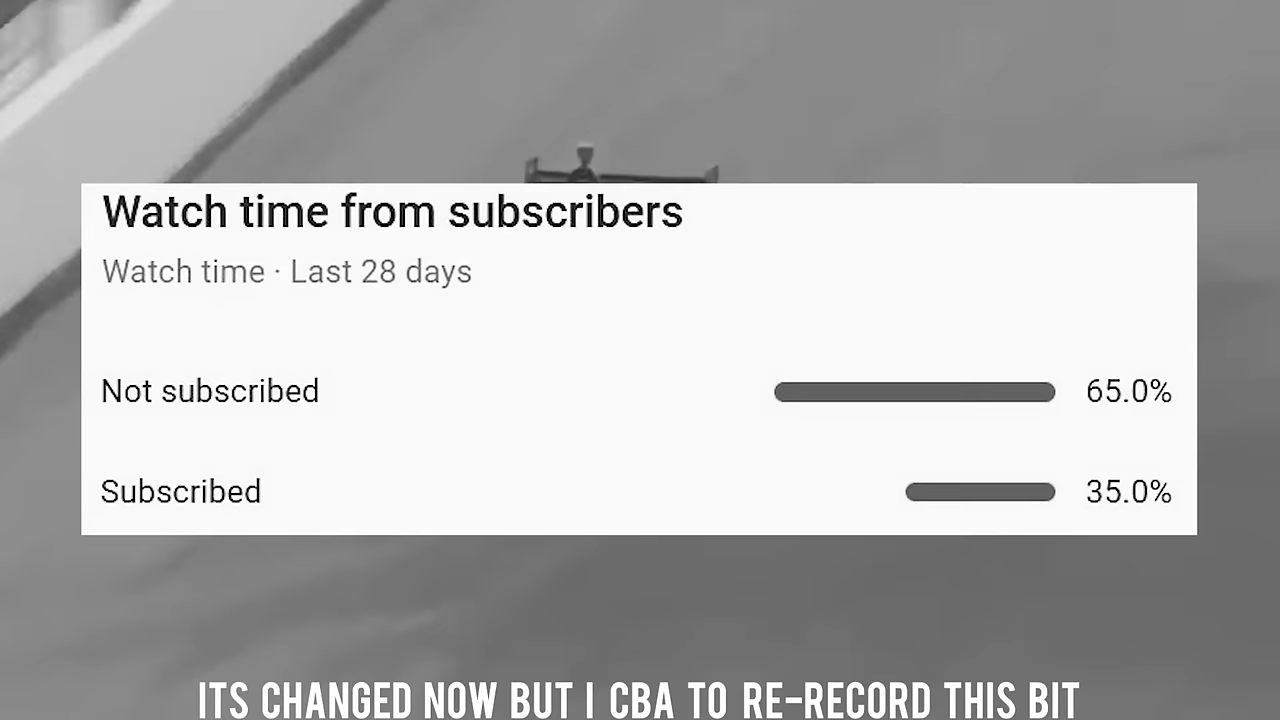 Watch time from subscribers
Watch time · Last 28 days
Not subscribed 65.0%
Subscribed 35.0%
ITS CHANGED NOW BUT I CBA TO RE-RECORD THIS BIT